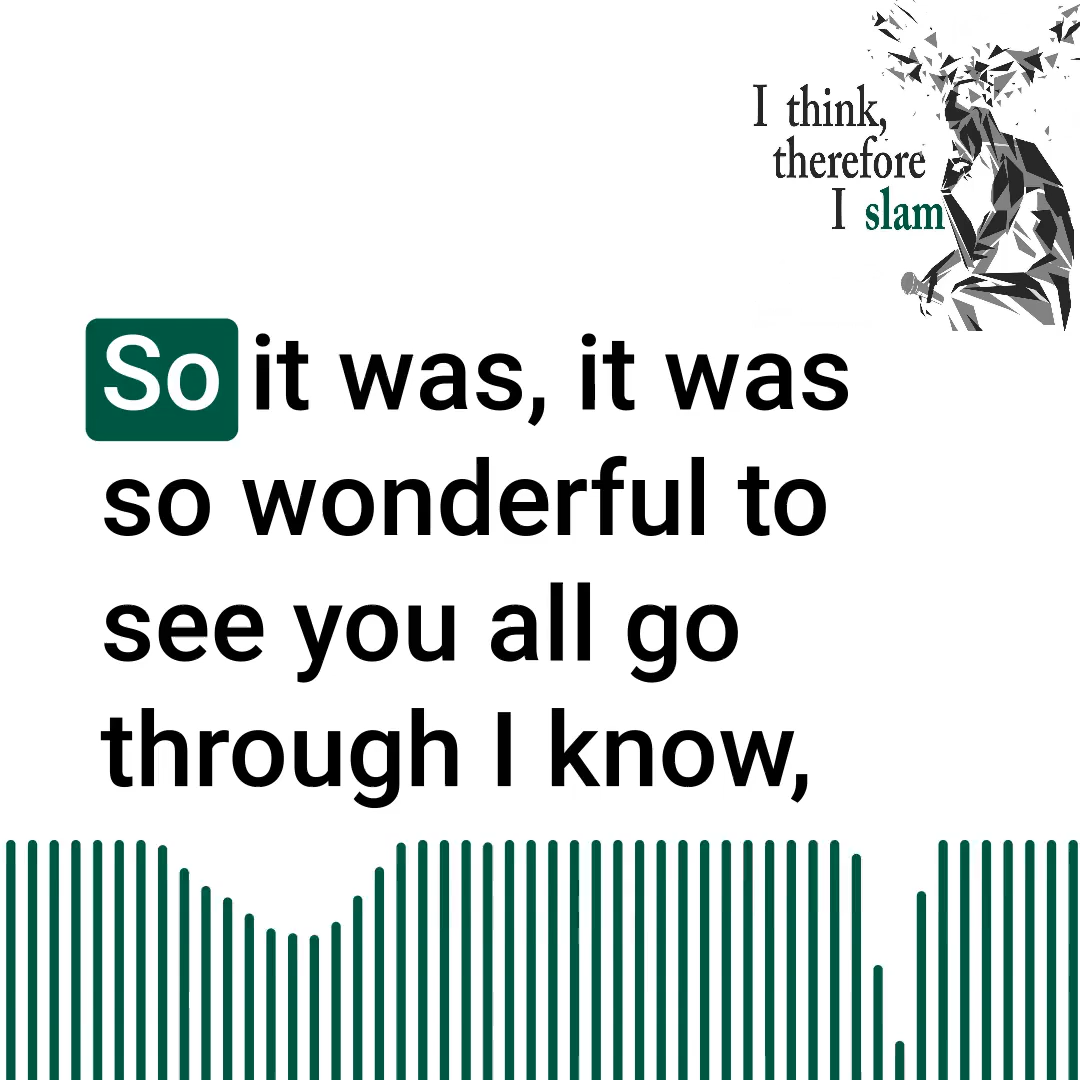 I think,
therefore
I slam
So it was, it was
so wonderful to
see you all go
through I know,